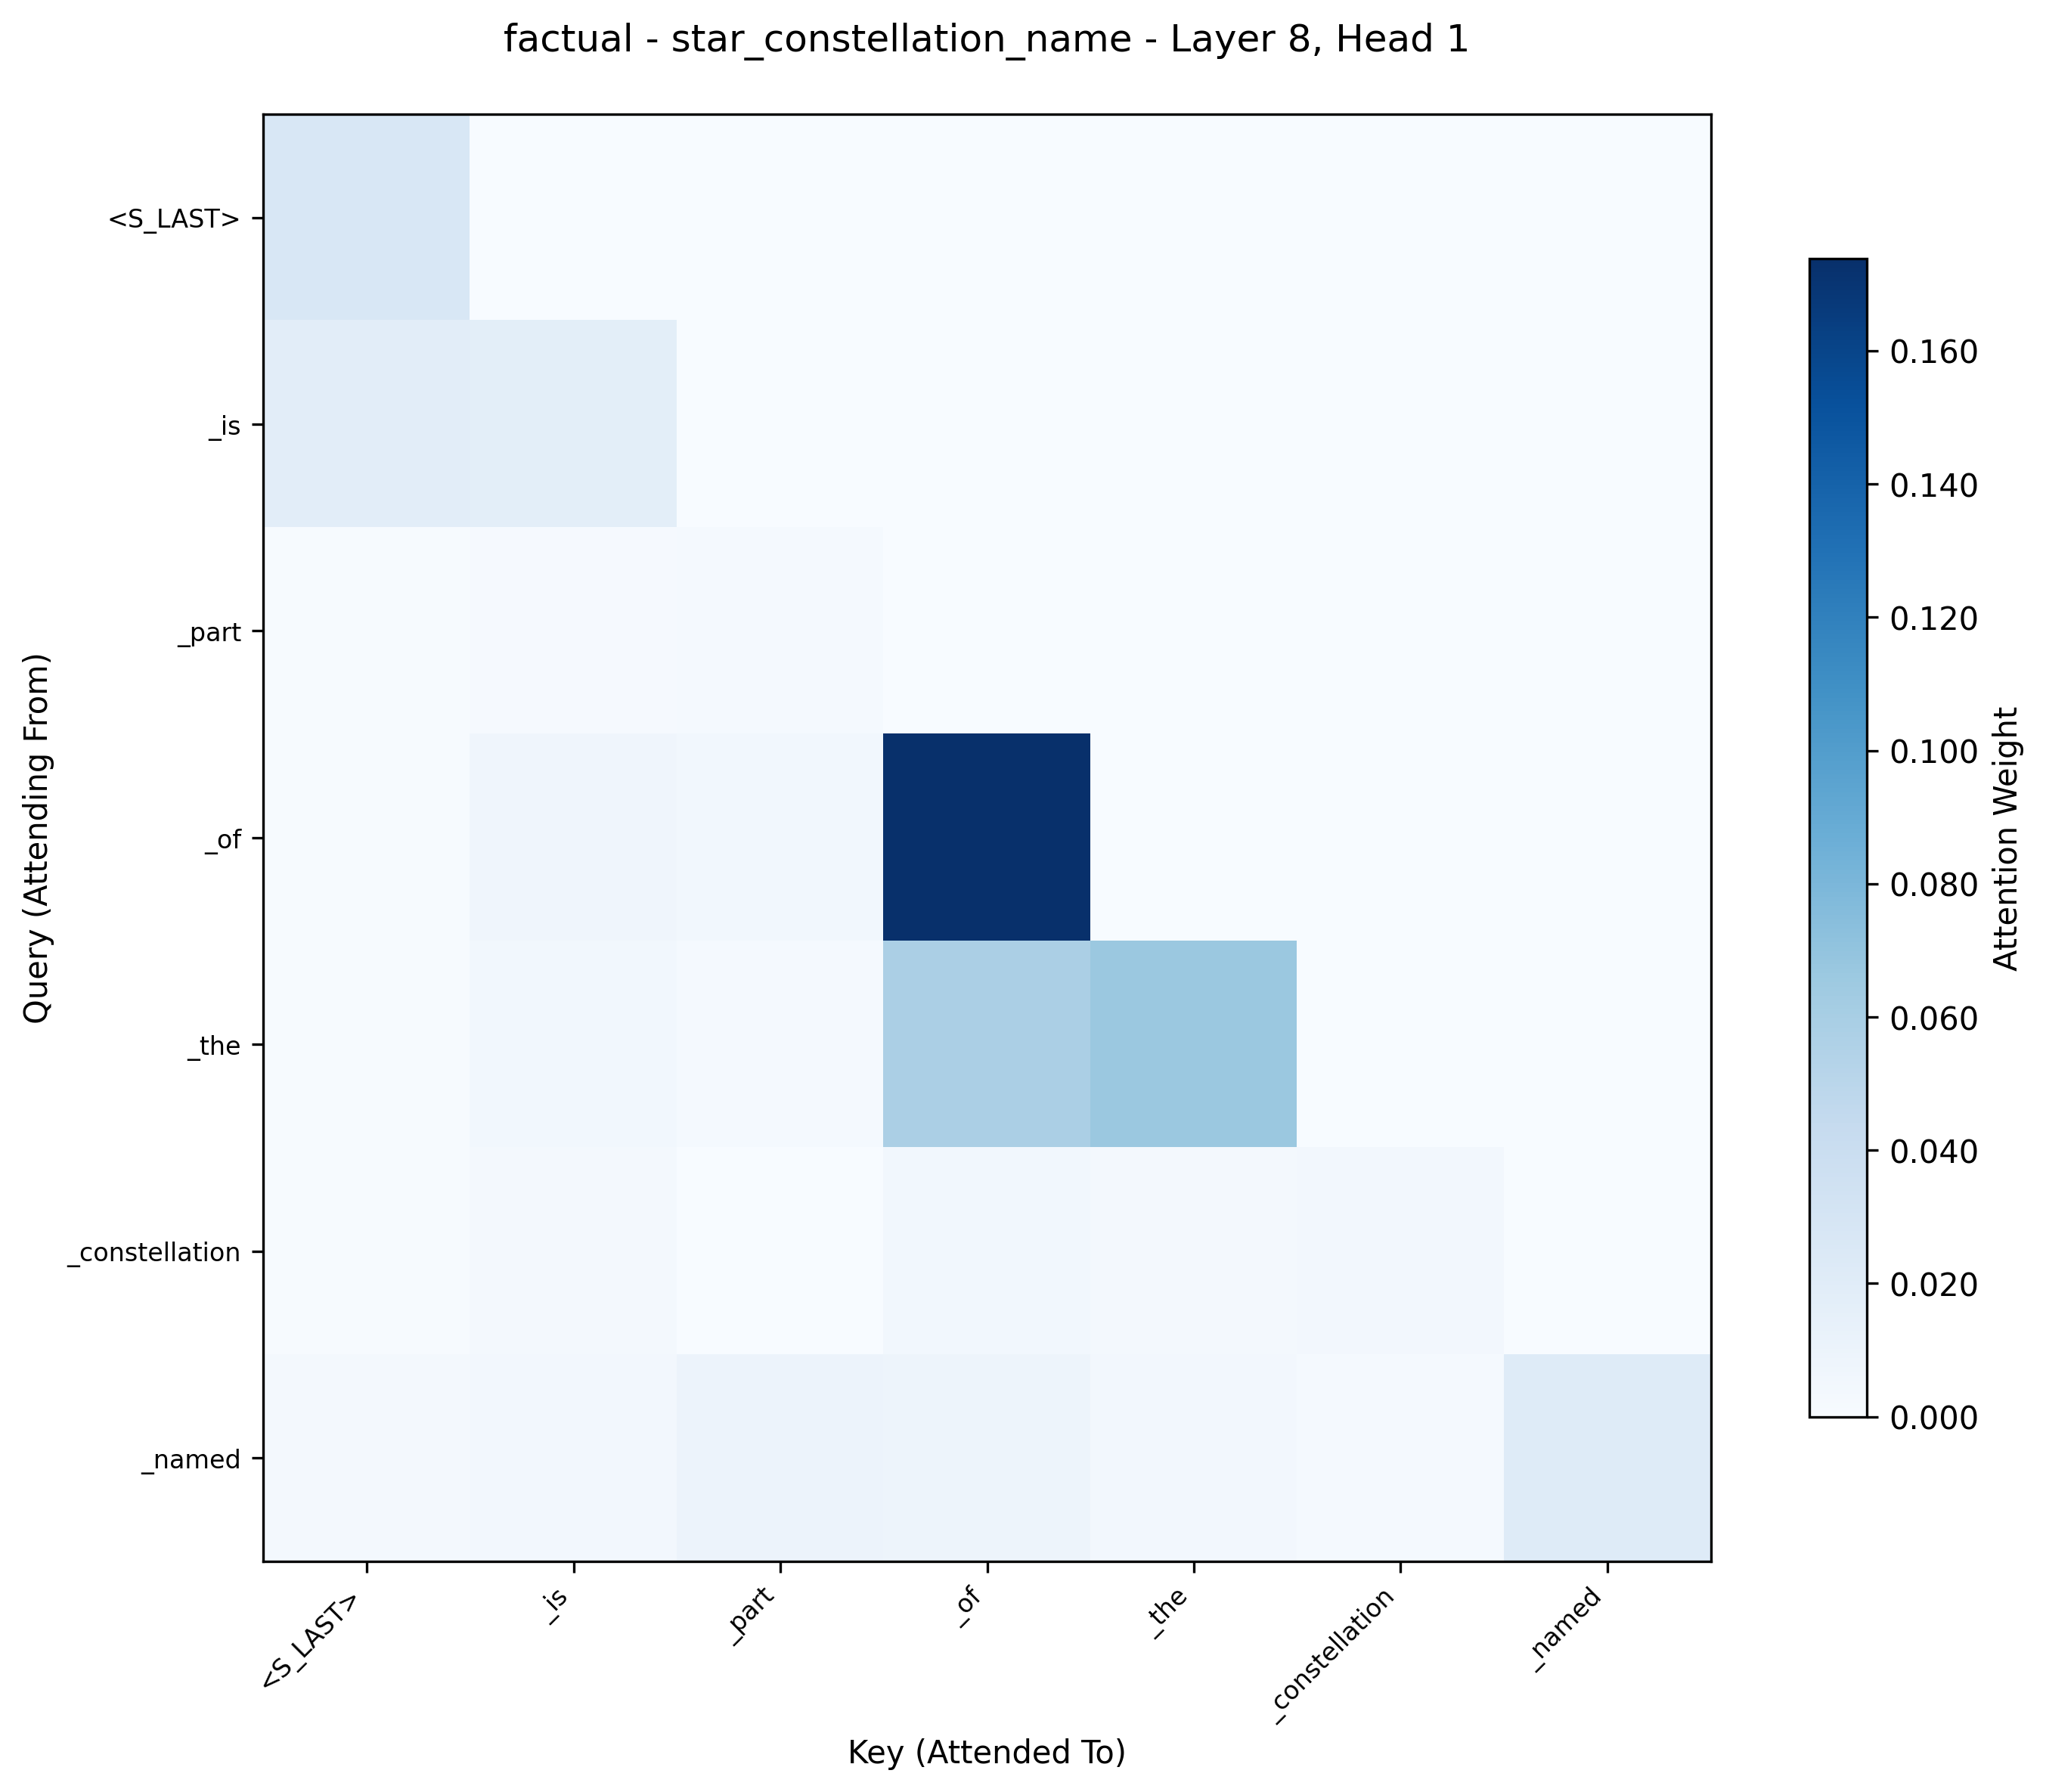 factual - star_constellation_name - Layer 8, Head 1
Query (Attending From)
<S_LAST>
_is
_part
_of
_the
_constellation
_named
<S_LAST>
_is
_part
_of
_the
_constellation
_named
Key (Attended To)
0.160
0.140
0.120
0.100
0.080
0.060
0.040
0.020
0.000
Attention Weight